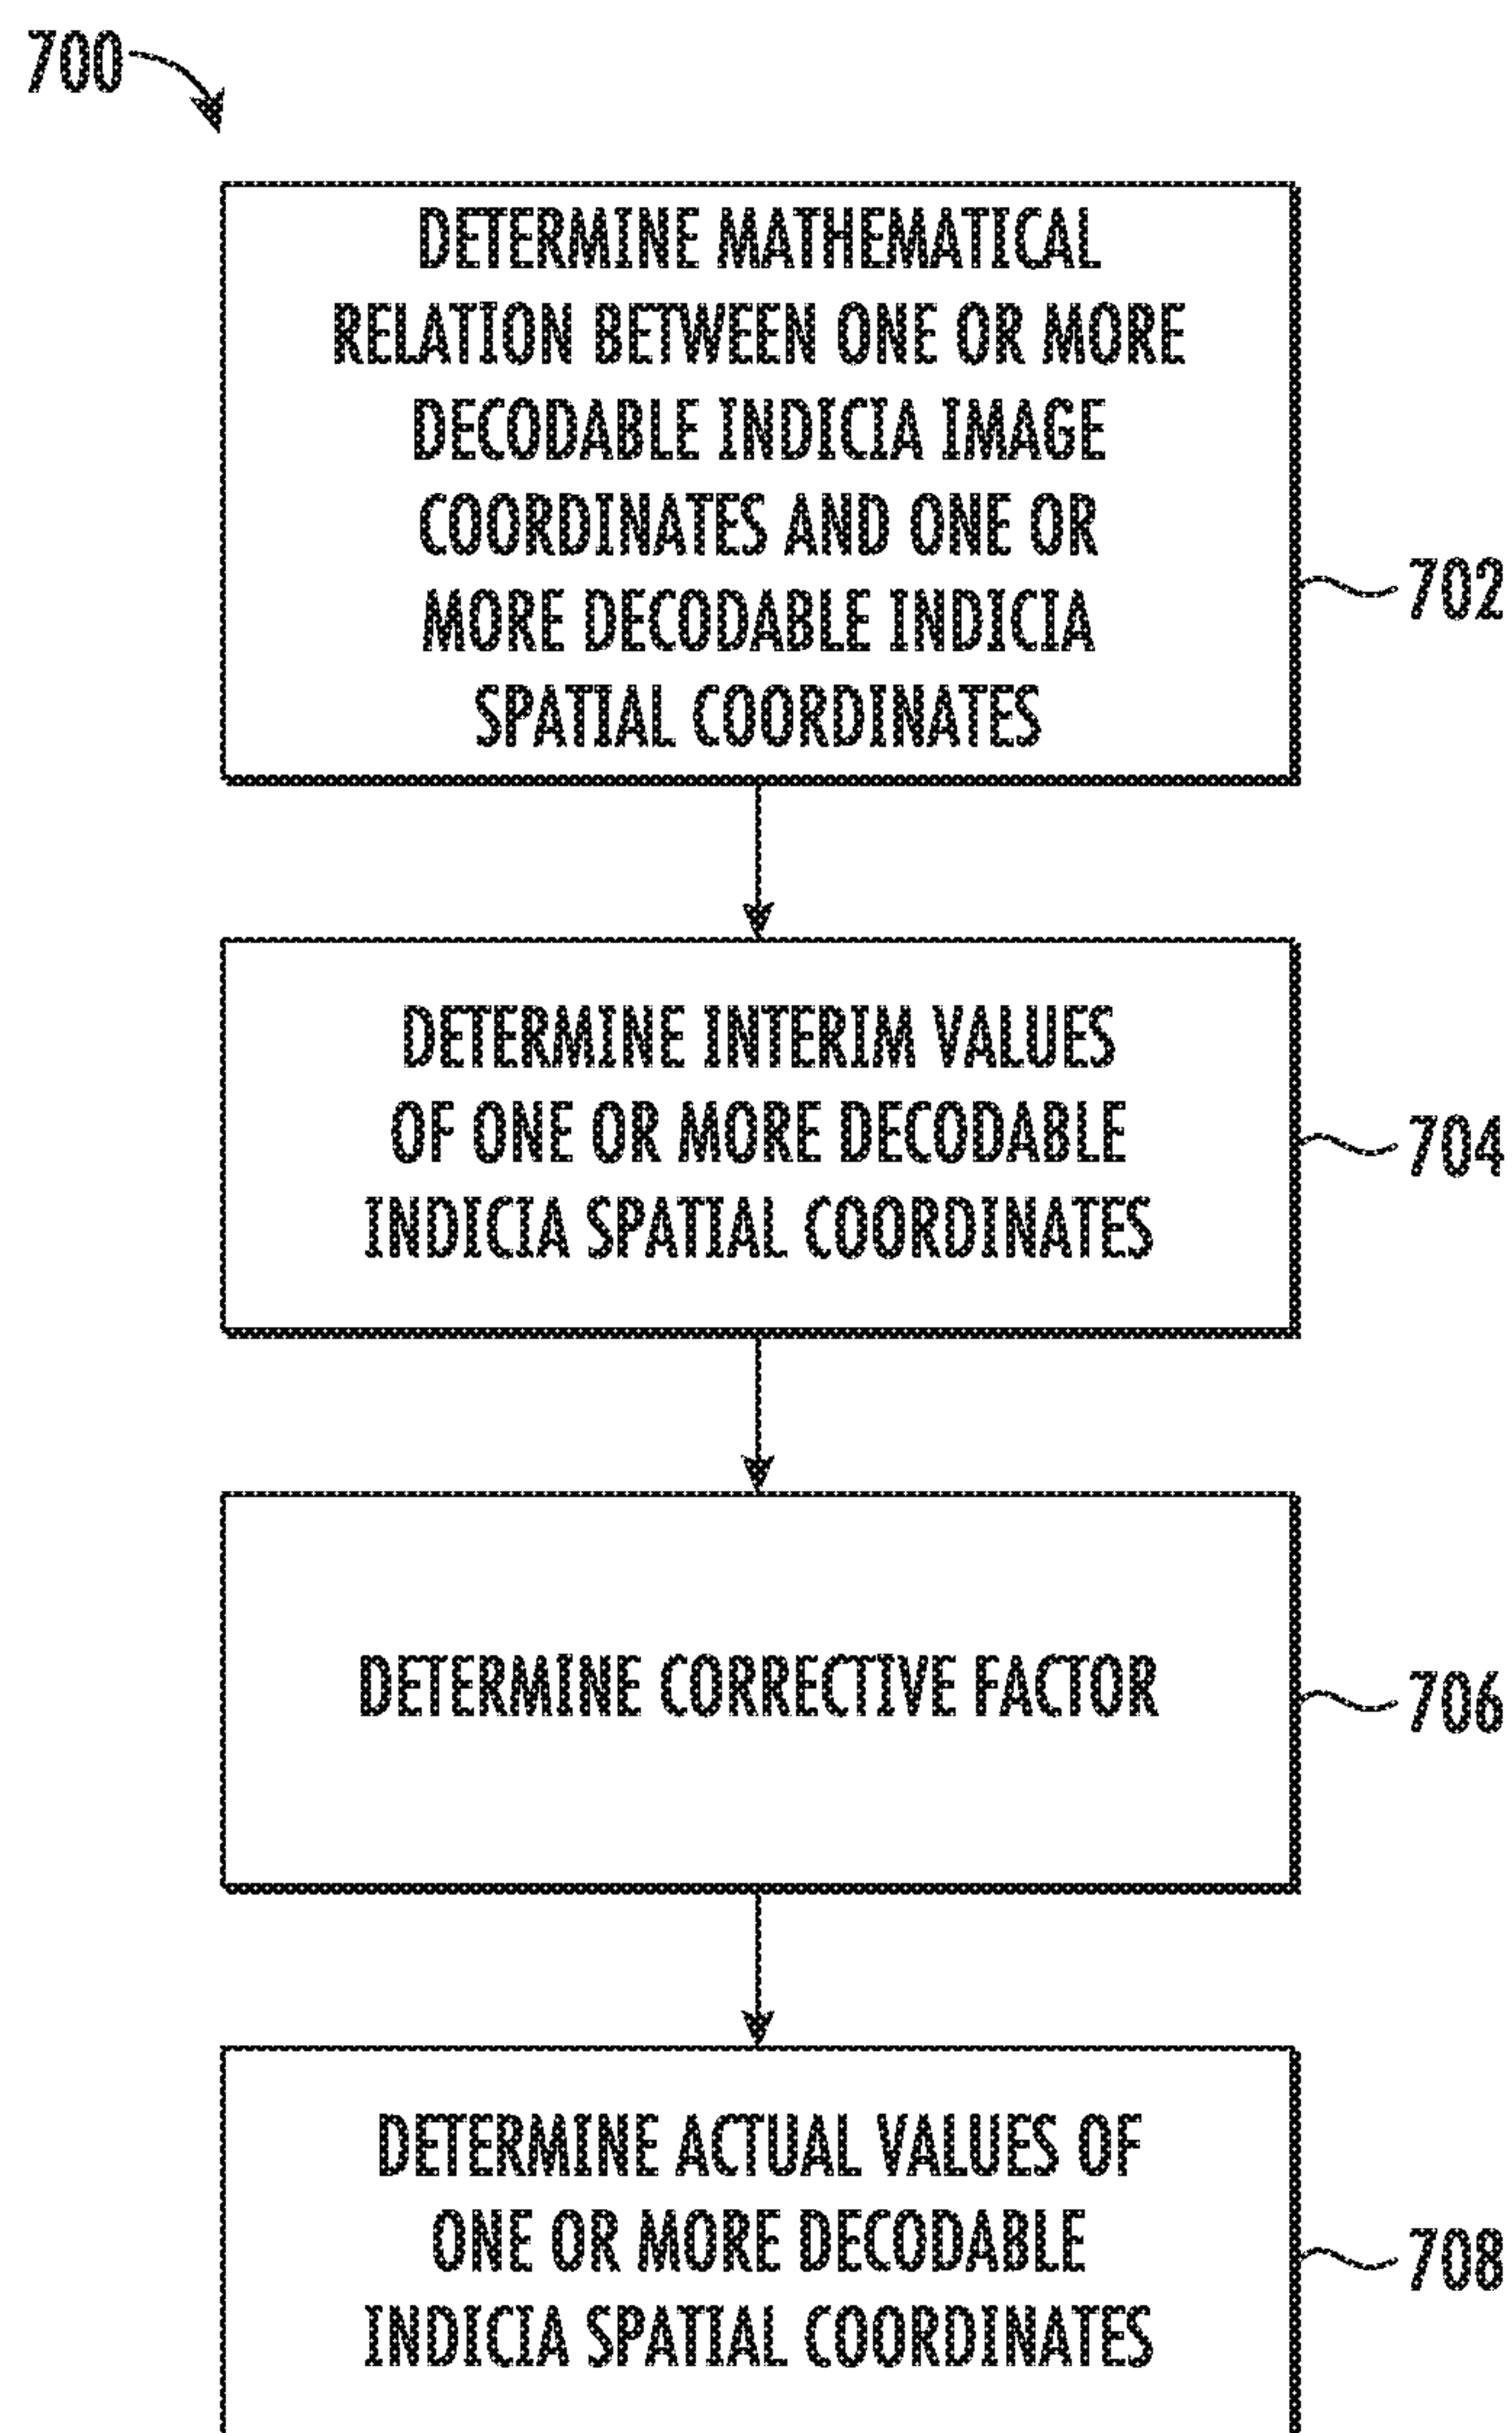 700
DETERMINE MATHEMATICAL
RELATION BETWEEN ONE OR MORE
DECODABLE INDICIA IMAGE
COORDINATES AND ONE OR
MORE DECODABLE INDICIA
SPATIAL COORDINATES
702
DETERMINE INTERIM VALUES
OF ONE OR MORE DECODABLE
INDICIA SPATIAL COORDINATES
704
DETERMINE CORRECTIVE FACTOR
706
DETERMINE ACTUAL VALUES OF
ONE OR MORE DECODABLE
INDICIA SPATIAL COORDINATES
708